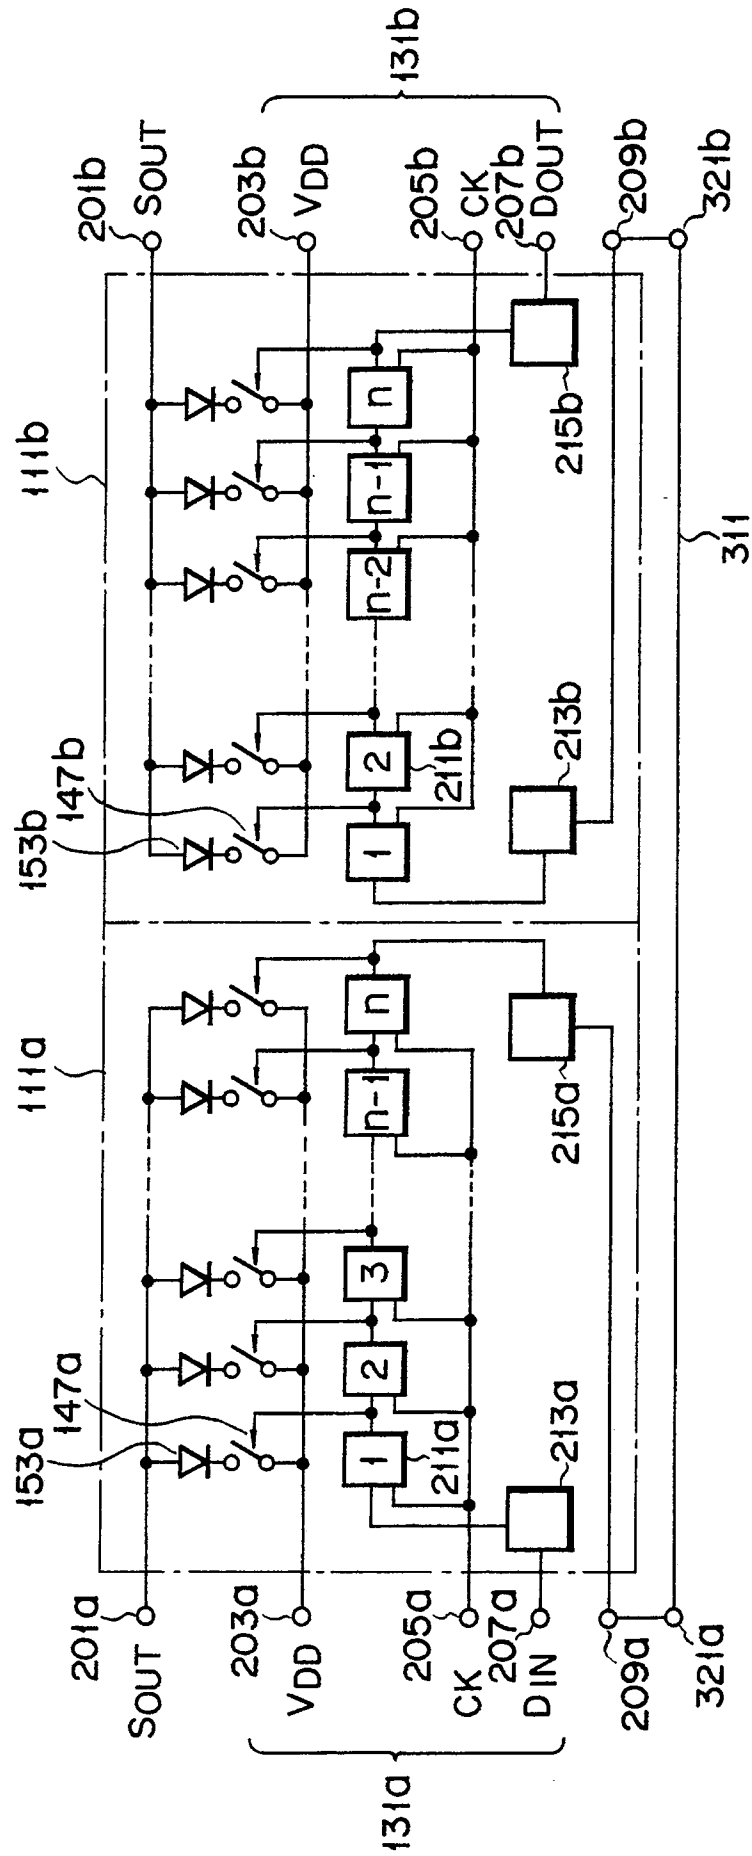 153a
147a
111a
153b
147b
111b
201a
SOUT
201b
SOUT
203a
VDD
203b
VDD
131a
131b
1
2
3
n-1
n
1
2
n-2
n-1
n
211a
211b
205a
CK
205b
CK
207a
DIN
207b
DOUT
213a
215a
213b
215b
209a
209b
321a
321b
311